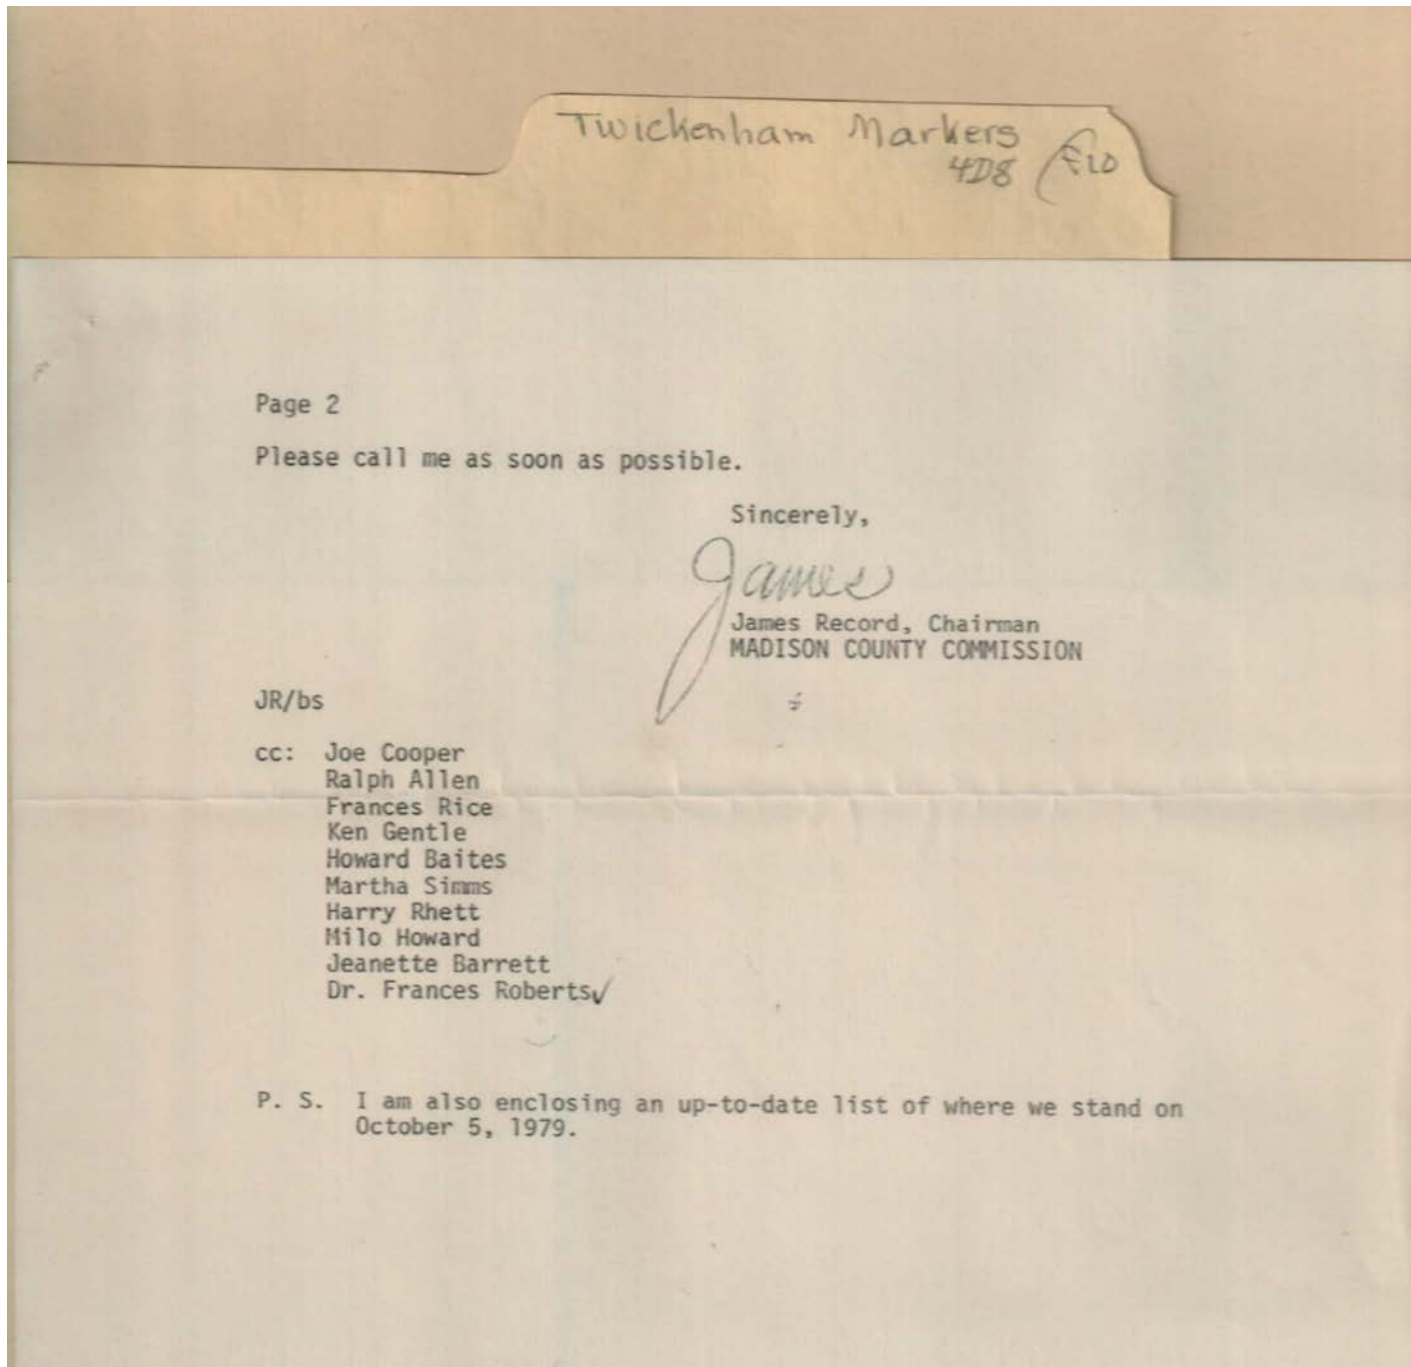 Twickenham Markers
4D8
Page 2
Please call me as soon as possible.
Sincerely,
James
James Record, Chairman
MADISON COUNTY COMMISSION
JR/bs
cc: Joe Cooper
Ralph Allen
Frances Rice
Ken Gentle
Howard Baites
Martha Simms
Harry Rhett
Milo Howard
Jeanette Barrett
Dr. Frances Roberts✓
P. S. I am also enclosing an up-to-date list of where we stand on
October 5, 1979.